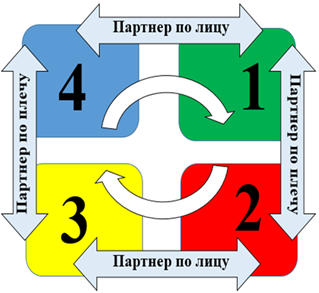 Партнер по лицу
4
1
Партнер по плечу
Партнер по плечу
3
2
Партнер по лицу